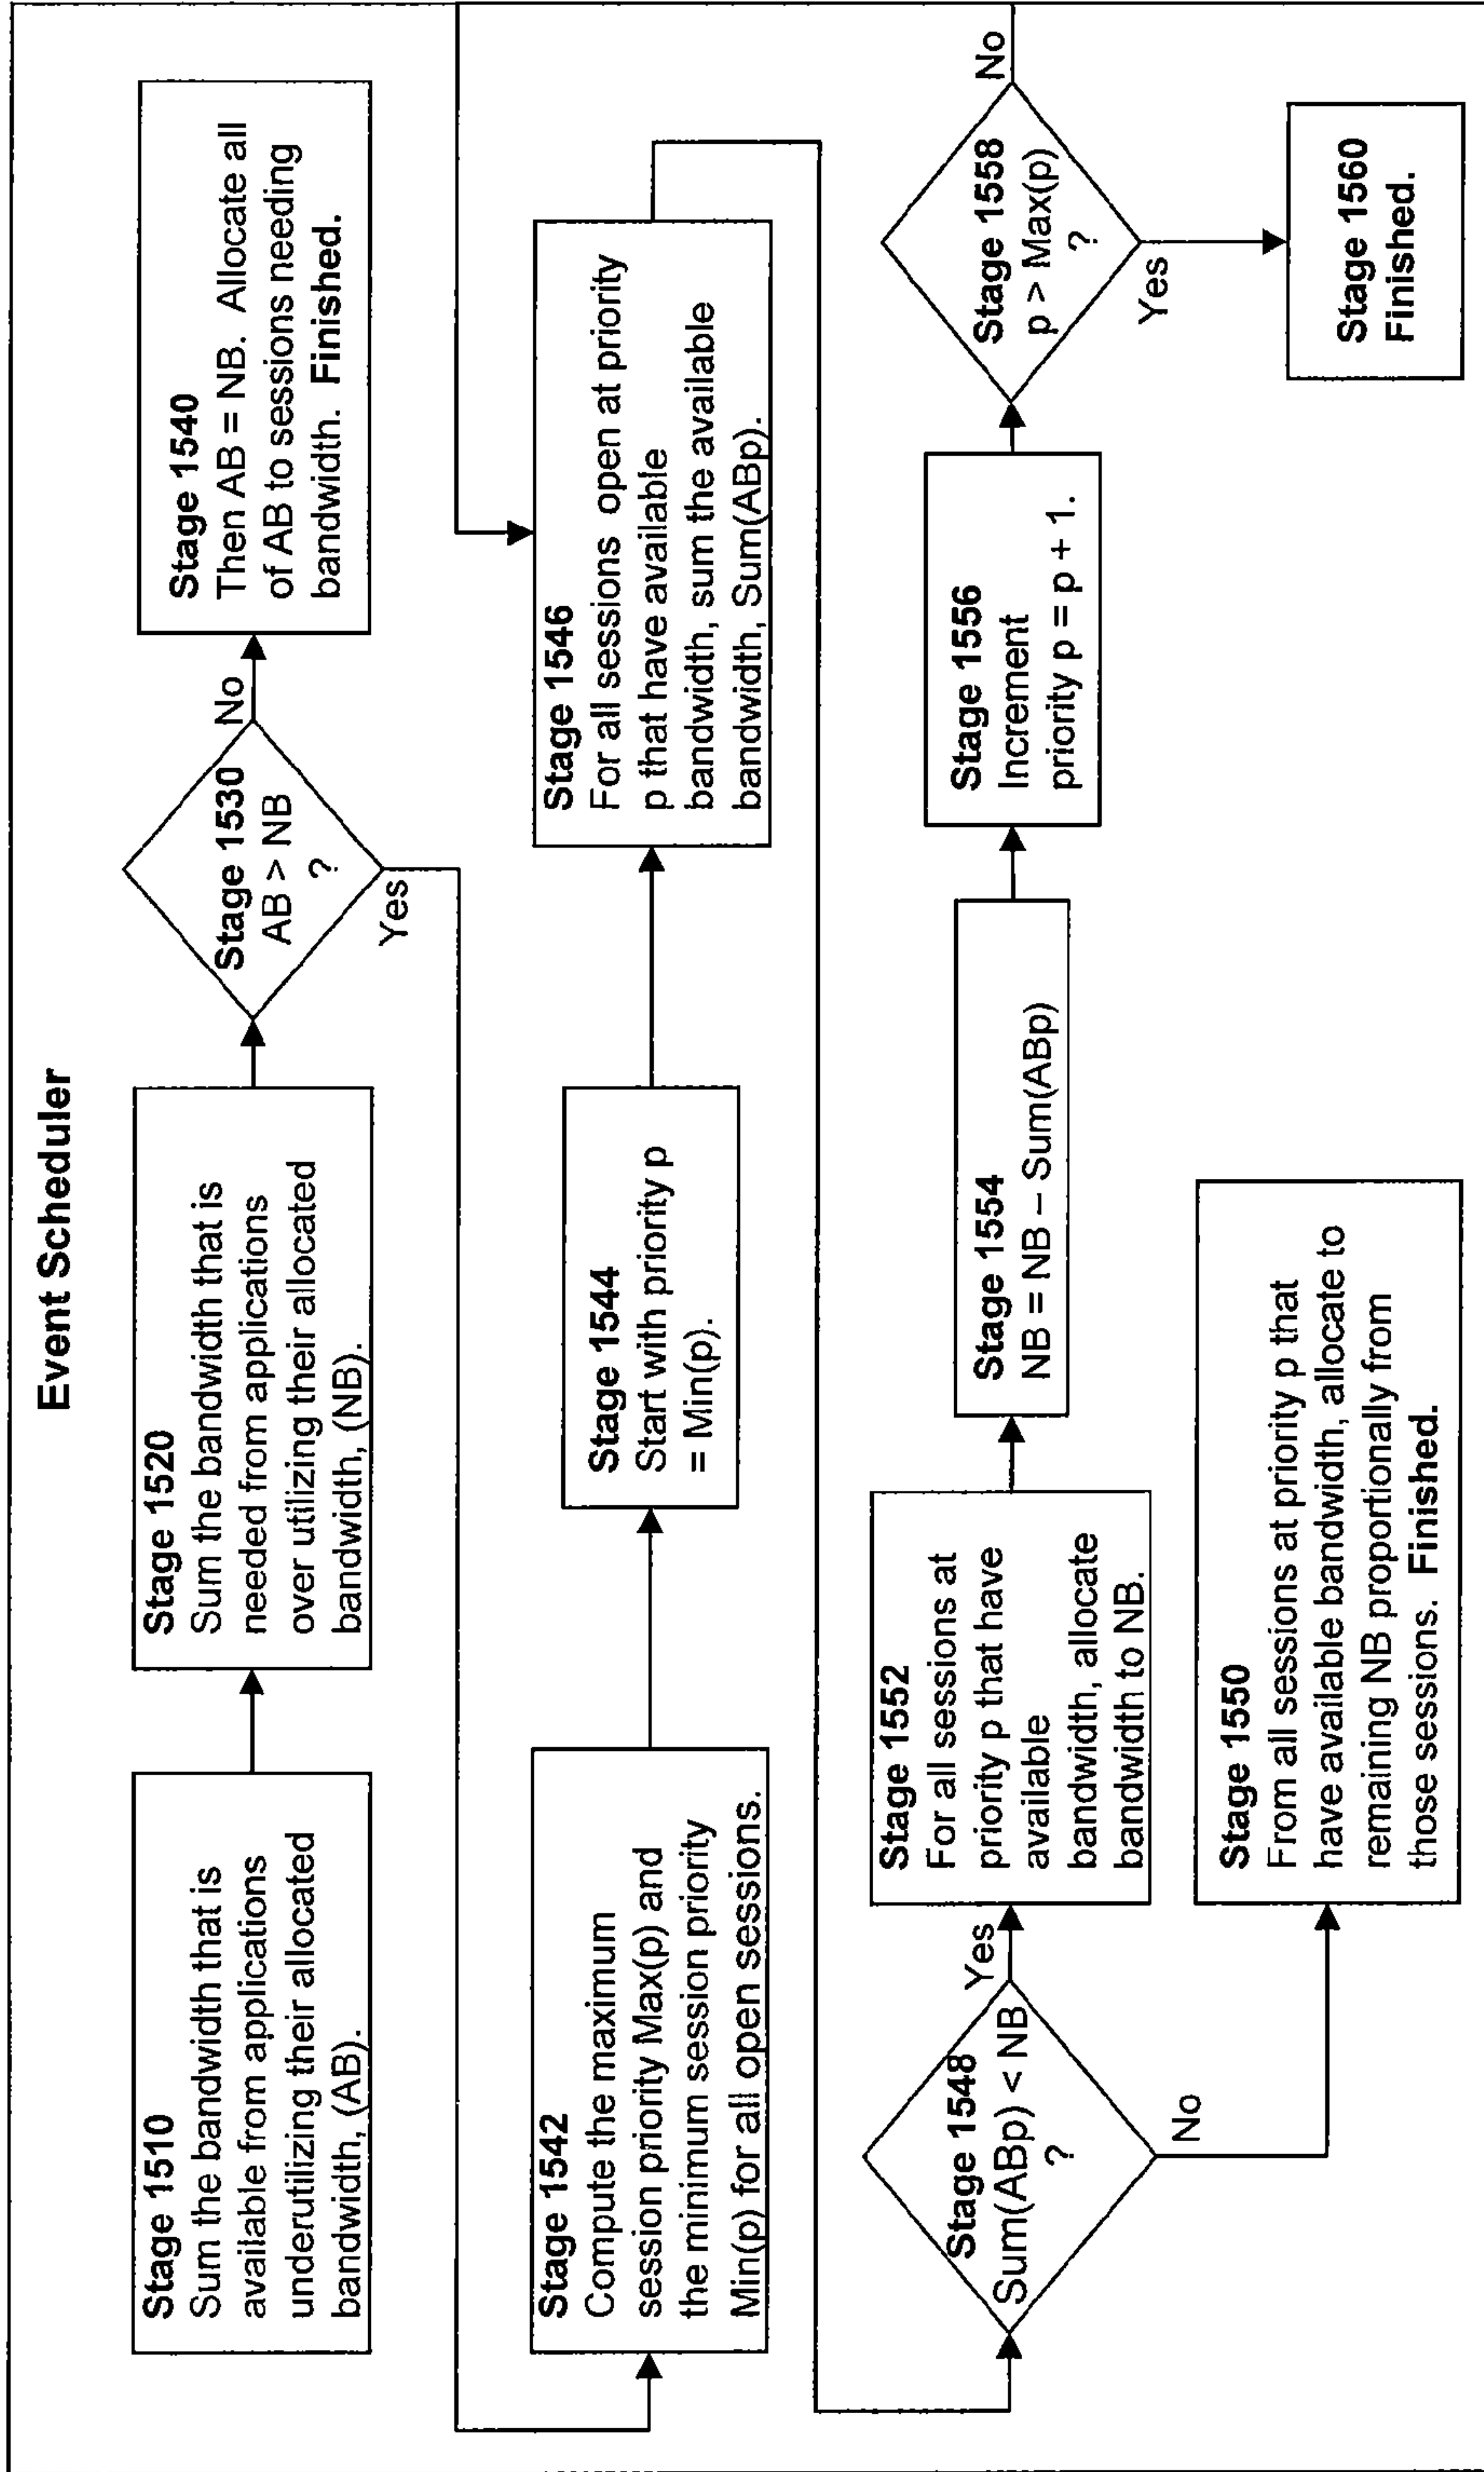 Event Scheduler
Stage 1510
Sum the bandwidth that is
available from applications
underutilizing their allocated
bandwidth, (AB).
Stage 1520
Sum the bandwidth that is
needed from applications
over utilizing their allocated
bandwidth, (NB).
Stage 1530
AB > NB
?
No
Yes
Stage 1540
Then AB = NB. Allocate all
of AB to sessions needing
bandwidth. Finished.
Stage 1542
Compute the maximum
session priority Max(p) and
the minimum session priority
Min(p) for all open sessions.
Stage 1544
Start with priority p
= Min(p).
Stage 1546
For all sessions open at priority
p that have available
bandwidth, sum the available
bandwidth, Sum(ABp).
Stage 1548
Sum(ABp) < NB
?
Yes
No
Stage 1552
For all sessions at
priority p that have
available
bandwidth, allocate
bandwidth to NB.
Stage 1554
NB = NB – Sum(ABp)
Stage 1556
Increment
priority p = p + 1.
Stage 1558
p > Max(p)
?
No
Yes
Stage 1550
From all sessions at priority p that
have available bandwidth, allocate to
remaining NB proportionally from
those sessions. Finished.
Stage 1560
Finished.